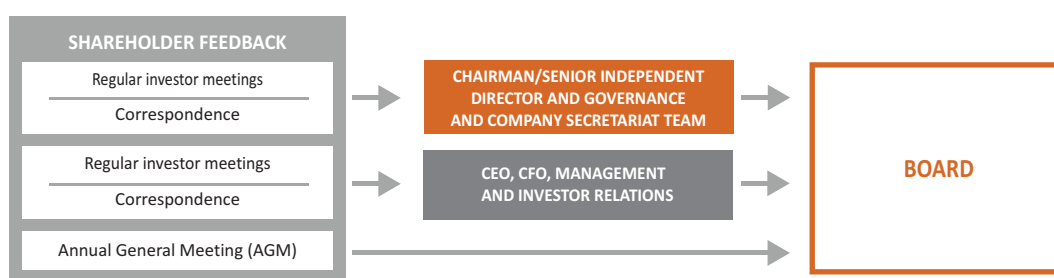 SHAREHOLDER FEEDBACK
Regular investor meetings
Correspondence
CHAIRMAN/SENIOR INDEPENDENT
DIRECTOR AND GOVERNANCE
AND COMPANY SECRETARIAT TEAM
Regular investor meetings
Correspondence
CEO, CFO, MANAGEMENT
AND INVESTOR RELATIONS
Annual General Meeting (AGM)
BOARD